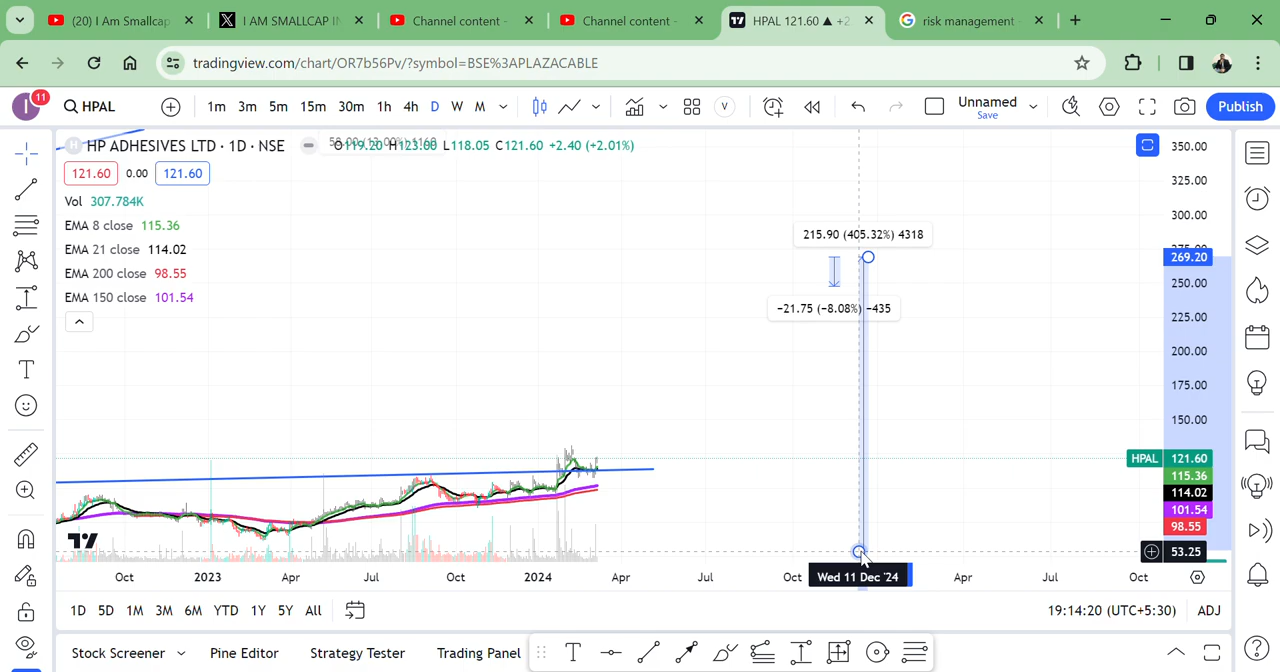 (20) I Am Smallcap
I AM SMALLCAP IN
Channel content -
Channel content -
HPAL 121.60 ▲ +2
risk management -
tradingview.com/chart/OR7b56Pv/?symbol=BSE%3APLAZACABLE
I 11 HPAL 1m 3m 5m 15m 30m 1h 4h D W M V Unnamed Save Publish
HP ADHESIVES LTD · 1D · NSE O119.20 H123.00 L118.05 C121.60 +2.40 (+2.01%)
121.60 0.00 121.60
Vol 307.784K
EMA 8 close 115.36
EMA 21 close 114.02
EMA 200 close 98.55
EMA 150 close 101.54
215.90 (405.32%) 4318
−21.75 (−8.08%) −435
350.00
325.00
300.00
269.20
250.00
225.00
200.00
175.00
150.00
HPAL 121.60
115.36
114.02
101.54
98.55
53.25
Oct 2023 Apr Jul Oct 2024 Apr Jul Oct Wed 11 Dec '24 Apr Jul Oct
1D 5D 1M 3M 6M YTD 1Y 5Y All 19:14:20 (UTC+5:30) ADJ
Stock Screener Pine Editor Strategy Tester Trading Panel